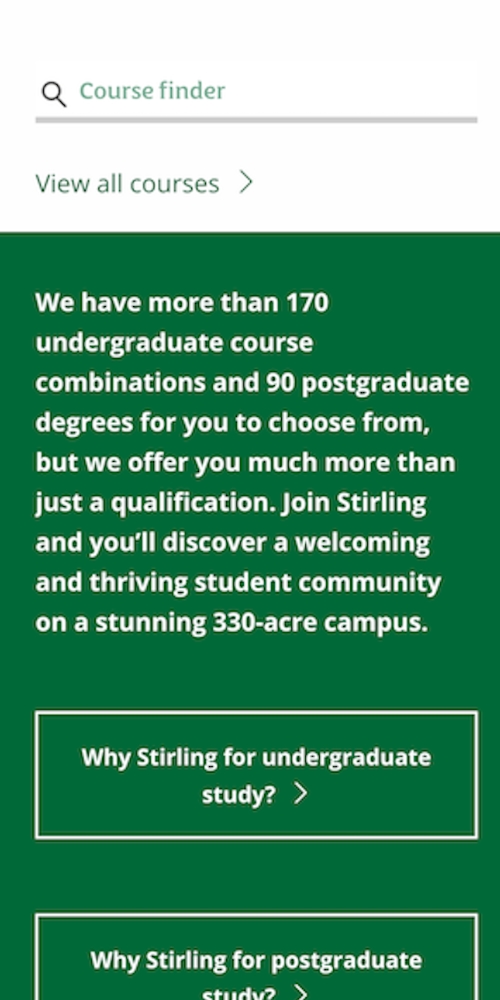 Course finder
View all courses
We have more than 170
undergraduate course
combinations and 90 postgraduate
degrees for you to choose from,
but we offer you much more than
just a qualification. Join Stirling
and you’ll discover a welcoming
and thriving student community
on a stunning 330-acre campus.
Why Stirling for undergraduate
study?
Why Stirling for postgraduate
study?